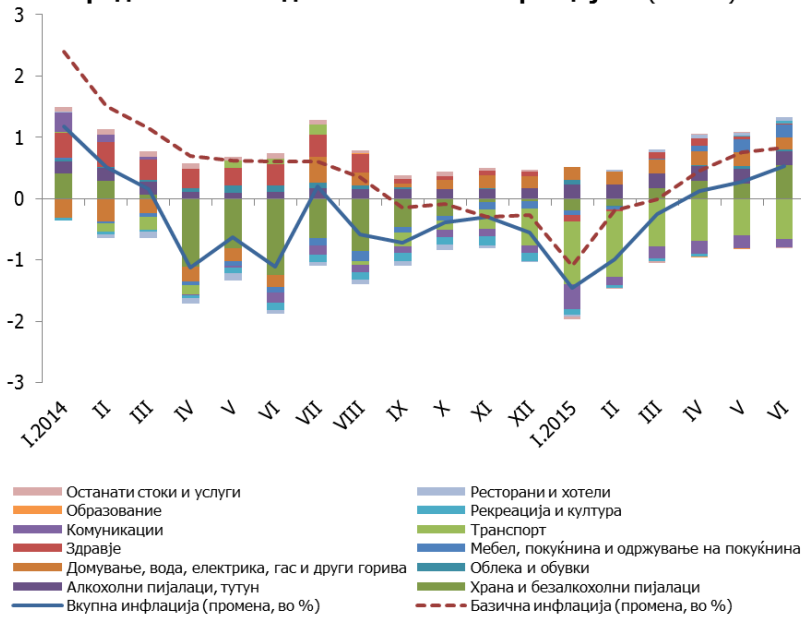 3
2
1
0
-1
-2
-3
I.2014 II III IV V VI VII VIII IX X XI XII I.2015 II III IV V VI
Останати стоки и услуги
Ресторани и хотели
Образование
Рекреација и култура
Комуникации
Транспорт
Здравје
Мебел, покуќнина и одржување на покуќнина
Домување, вода, електрика, гас и други горива
Облека и обувки
Алкохолни пијалаци, тутун
Храна и безалкохолни пијалаци
Вкупна инфлација (промена, во %)
Базична инфлација (промена, во %)